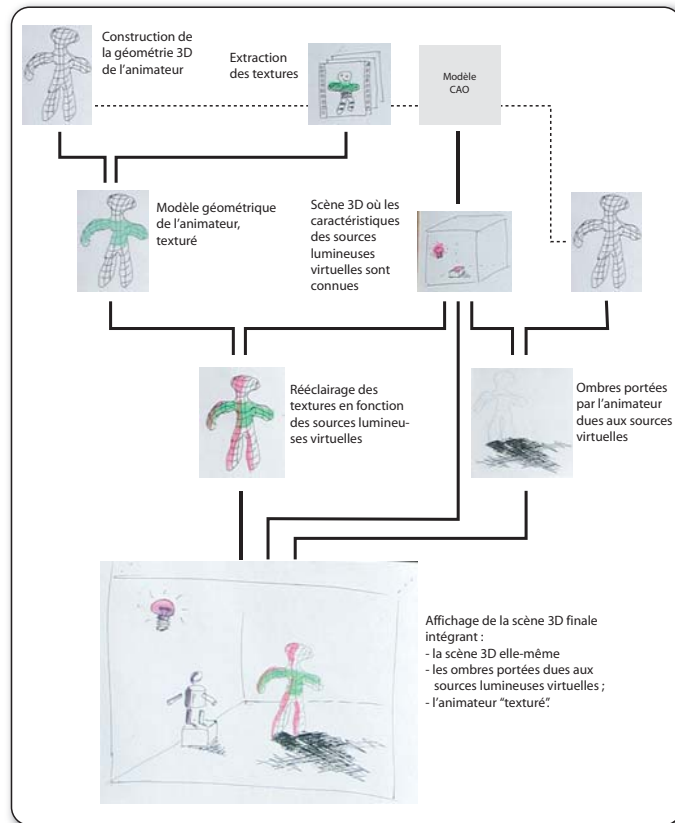 Construction de
la géométrie 3D
de l'animateur
Extraction
des textures
Modèle
CAO
Modèle géométrique
de l'animateur,
texturé
Scène 3D où les
caractéristiques
des sources
lumineuses
virtuelles sont
connues
Rééclairage des
textures en fonction
des sources lumineu-
ses virtuelles
Ombres portées
par l'animateur
dues aux sources
virtuelles
Affichage de la scène 3D finale
intégrant :
- la scène 3D elle-même
- les ombres portées dues aux
sources lumineuses virtuelles ;
- l'animateur "texturé".